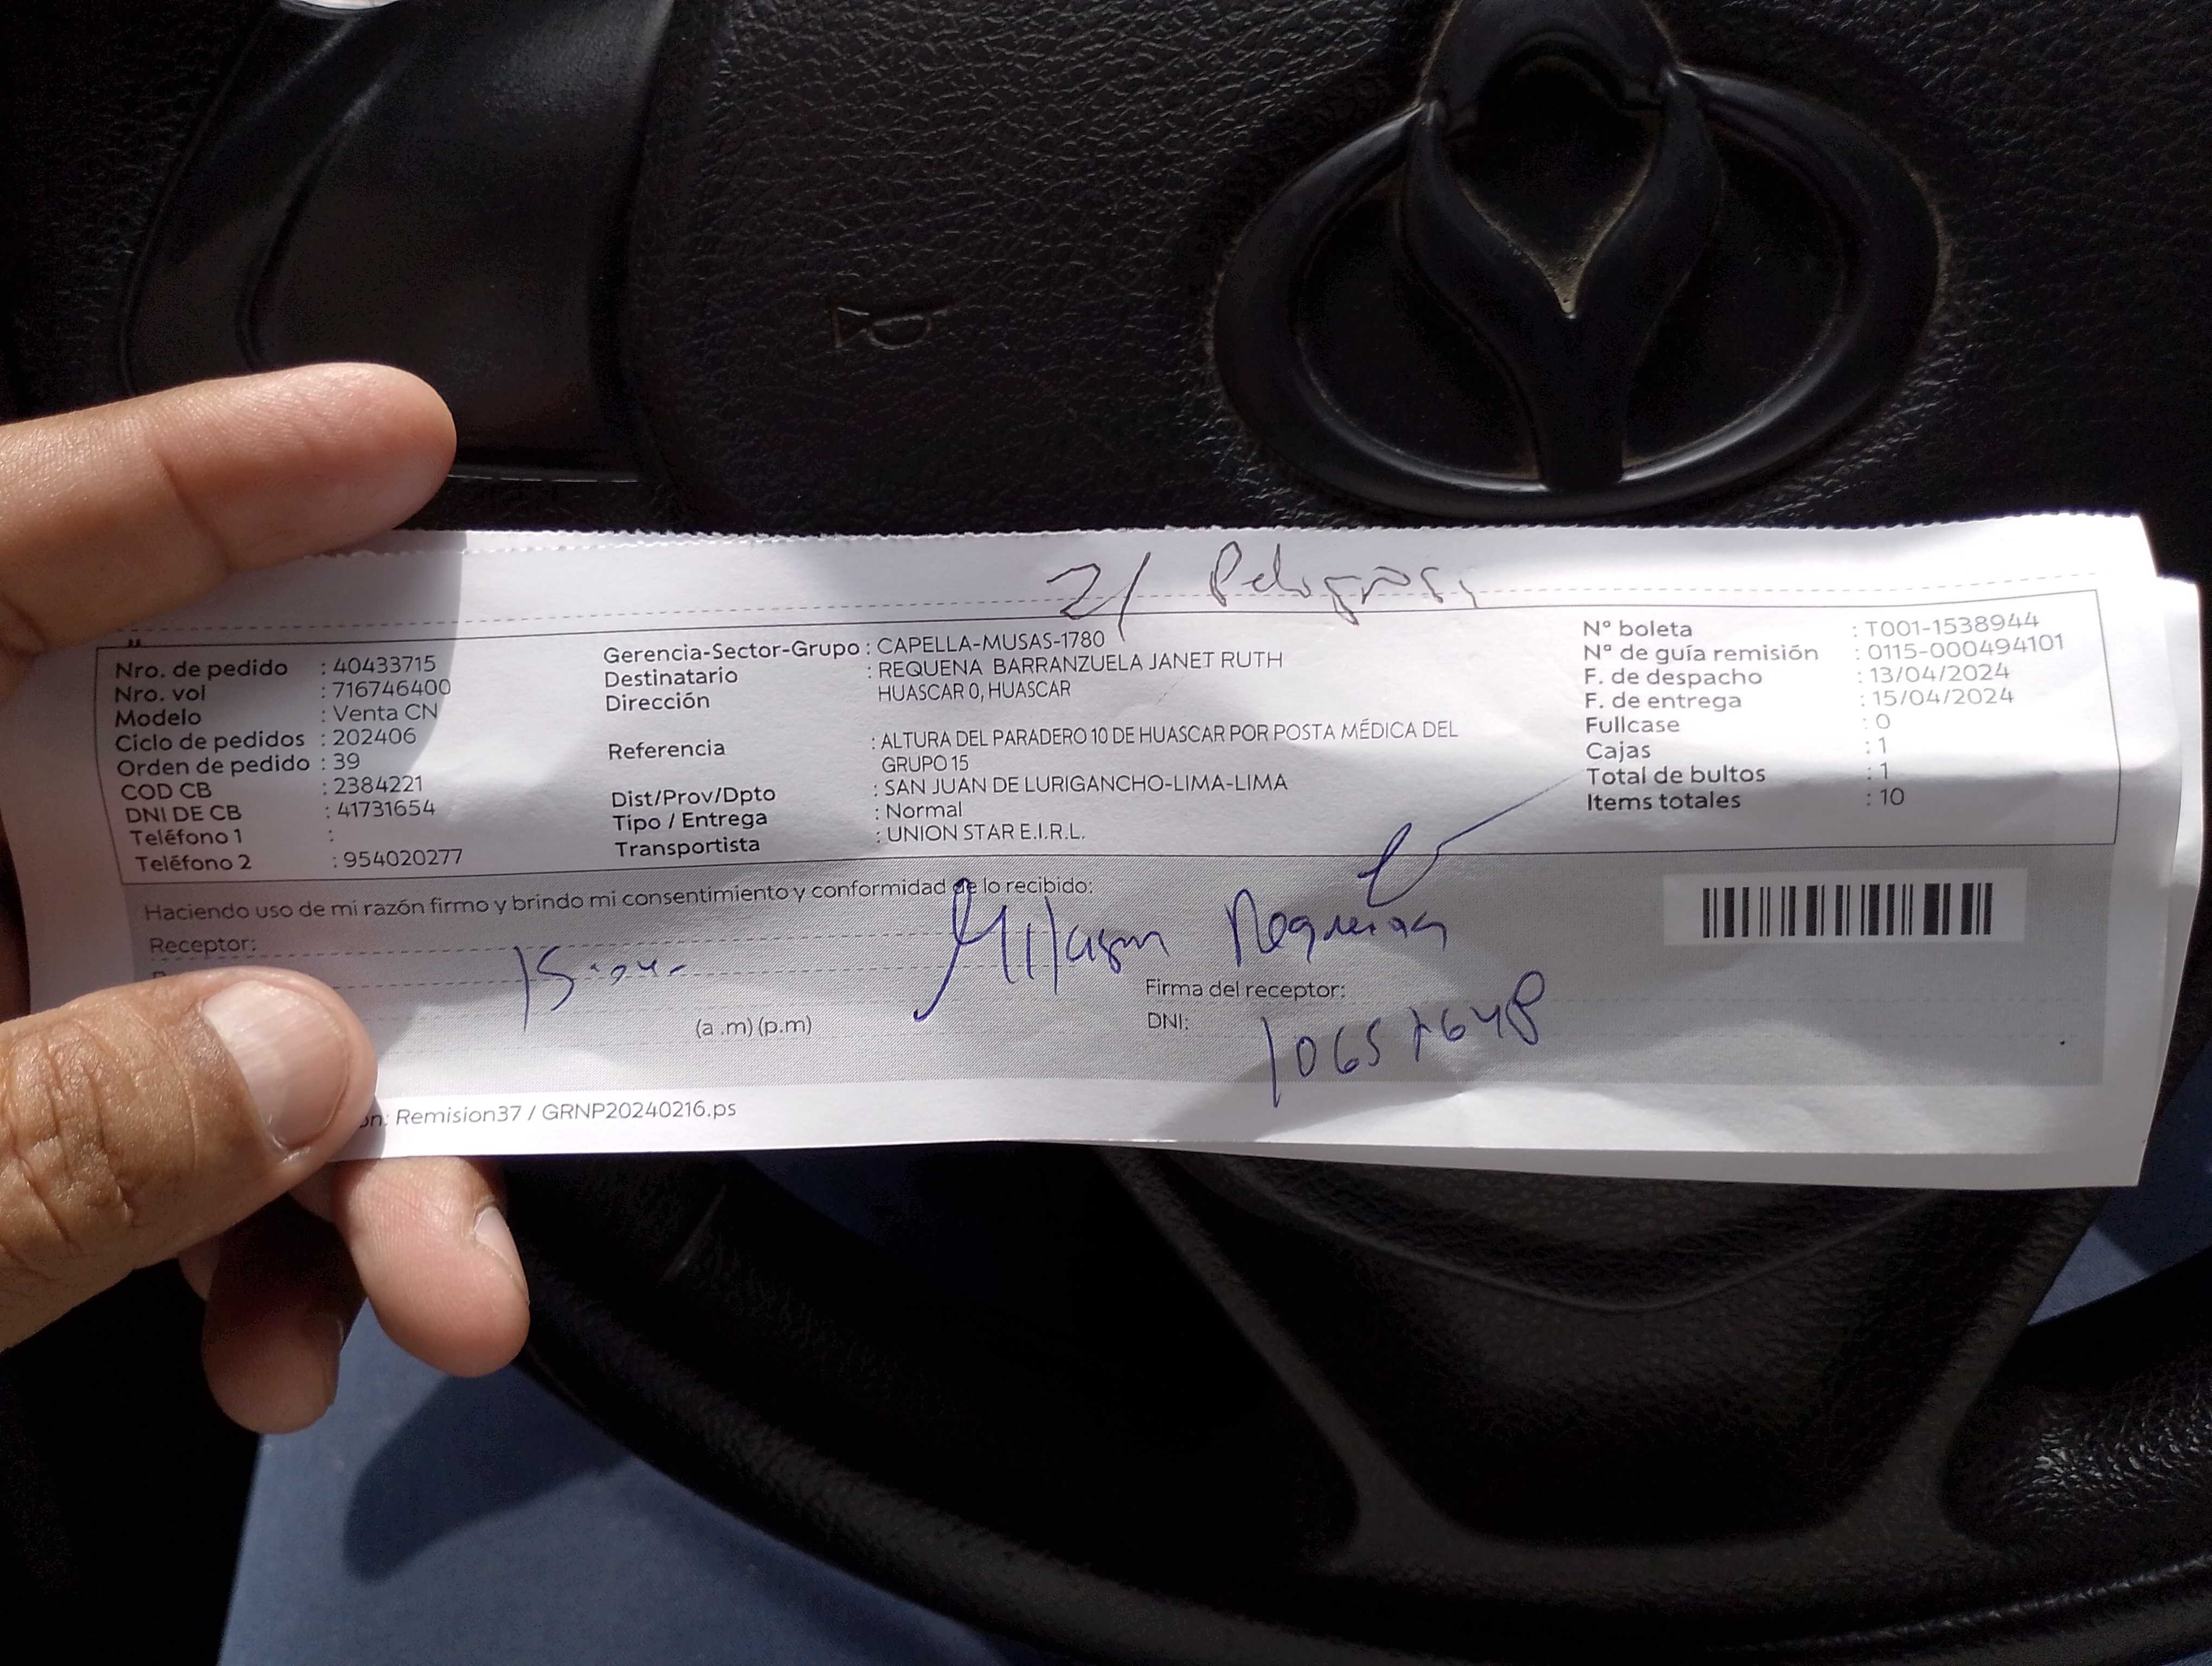 21 Peligrosa
Nro. de pedido : 40433715
Nro. vol : 716746400
Modelo : Venta CN
Ciclo de pedidos : 202406
Orden de pedido : 39
COD CB : 2384221
DNI DE CB : 41731654
Teléfono 1 :
Teléfono 2 : 954020277
Gerencia-Sector-Grupo : CAPELLA-MUSAS-1780
Destinatario : REQUENA BARRANZUELA JANET RUTH
Dirección HUASCAR 0, HUASCAR
Referencia : ALTURA DEL PARADERO 10 DE HUASCAR POR POSTA MÉDICA DEL
GRUPO 15
Dist/Prov/Dpto : SAN JUAN DE LURIGANCHO-LIMA-LIMA
Tipo / Entrega : Normal
Transportista : UNION STAR E.I.R.L.
N° boleta : T001-1538944
N° de guía remisión : 0115-000494101
F. de despacho : 13/04/2024
F. de entrega : 15/04/2024
Fullcase : 0
Cajas : 1
Total de bultos : 1
Items totales : 10
Haciendo uso de mi razón firmo y brindo mi consentimiento y conformidad de lo recibido:
Receptor:
Requena
Firma del receptor:
(a .m) (p.m)
DNI: 10657648
Remision37 / GRNP20240216.ps